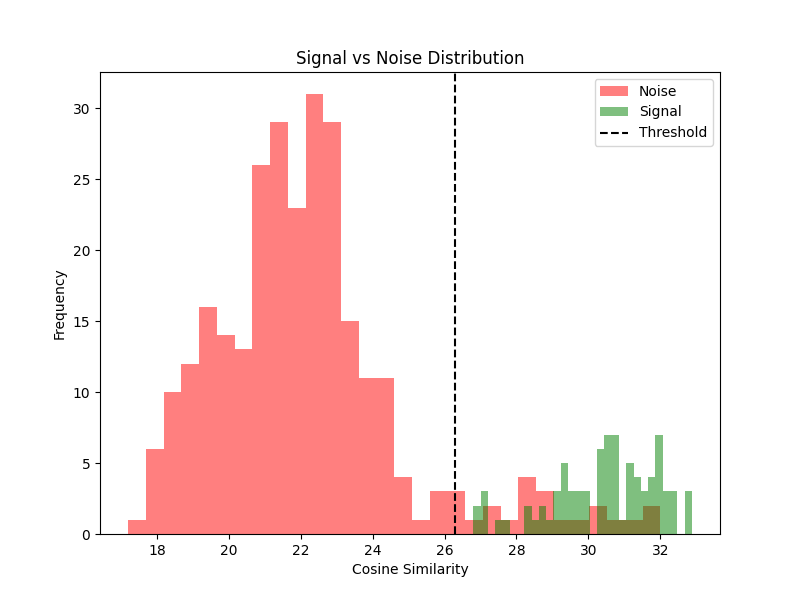 Signal vs Noise Distribution
Noise
Signal
Threshold
Frequency
30
25
20
15
10
5
0
18 20 22 24 26 28 30 32
Cosine Similarity